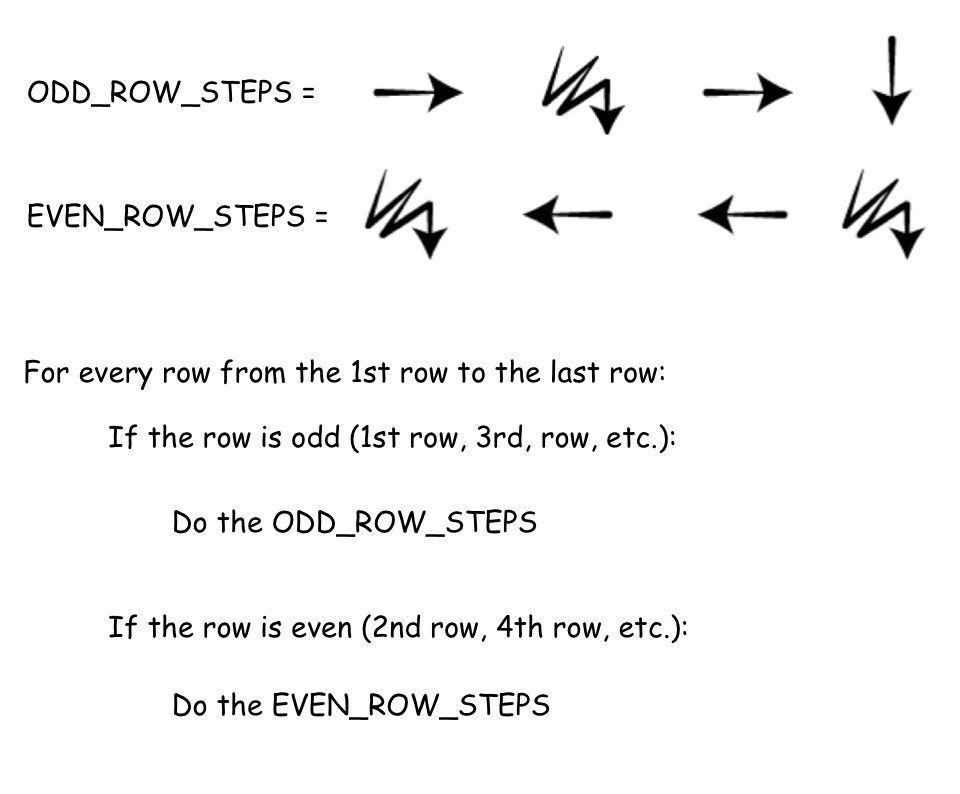 ODD_ROW_STEPS =
EVEN_ROW_STEPS =
For every row from the 1st row to the last row:
If the row is odd (1st row, 3rd, row, etc.):
Do the ODD_ROW_STEPS
If the row is even (2nd row, 4th row, etc.):
Do the EVEN_ROW_STEPS